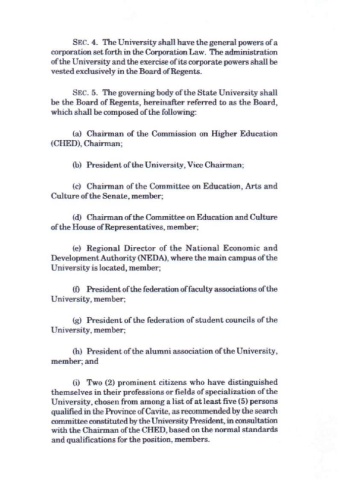 SEC. 4. The University shall have the general powers of a
corporation set forth in the Corporation Law. The administration
of the University and the exercise of its corporate powers shall be
vested exclusively in the Board of Regents.
SEC. 5. The governing body of the State University shall
be the Board of Regents, hereinafter referred to as the Board,
which shall be composed of the following:
(a) Chairman of the Commission on Higher Education
(CHED), Chairman;
(b) President of the University, Vice Chairman;
(c) Chairman of the Committee on Education, Arts and
Culture of the Senate, member;
(d) Chairman of the Committee on Education and Culture
of the House of Representatives, member;
(e) Regional Director of the National Economic and
Development Authority (NEDA), where the main campus of the
University is located, member;
(f) President of the federation of faculty associations of the
University, member;
(g) President of the federation of student councils of the
University, member;
(h) President of the alumni association of the University,
member; and
(i) Two (2) prominent citizens who have distinguished
themselves in their professions or fields of specialization of the
University, chosen from among a list of at least five (5) persons
qualified in the Province of Cavite, as recommended by the search
committee constituted by the University President, in consultation
with the Chairman of the CHED, based on the normal standards
and qualifications for the position, members.